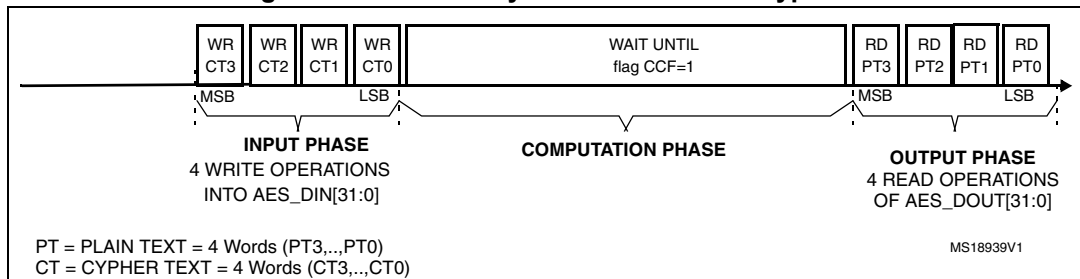 WR CT3
WR CT2
WR CT1
WR CT0
WAIT UNTIL
flag CCF=1
RD PT3
RD PT2
RD PT1
RD PT0
MSB
LSB
MSB
LSB
INPUT PHASE
4 WRITE OPERATIONS
INTO AES_DIN[31:0]
COMPUTATION PHASE
OUTPUT PHASE
4 READ OPERATIONS
OF AES_DOUT[31:0]
PT = PLAIN TEXT = 4 Words (PT3,..,PT0)
CT = CYPHER TEXT = 4 Words (CT3,..,CT0)
MS18939V1